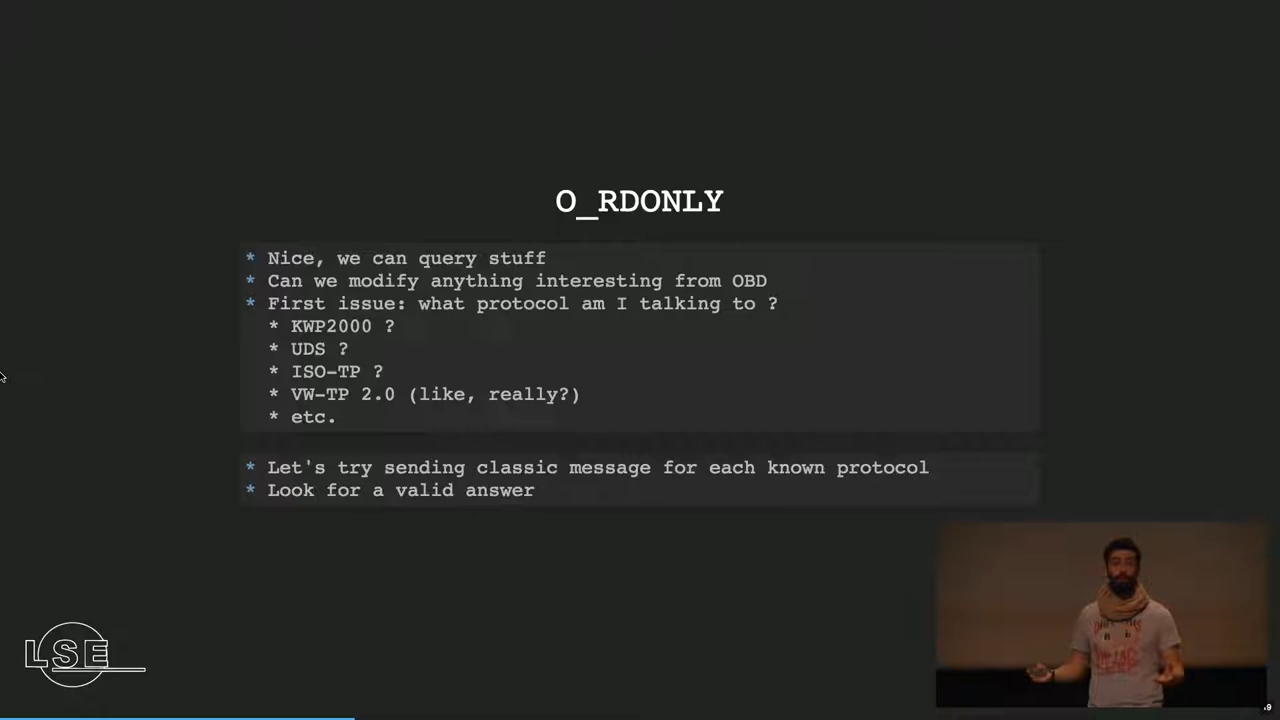 O_RDONLY
* Nice, we can query stuff
* Can we modify anything interesting from OBD
* First issue: what protocol am I talking to ?
* KWP2000 ?
* UDS ?
* ISO-TP ?
* VW-TP 2.0 (like, really?)
* etc.
* Let's try sending classic message for each known protocol
* Look for a valid answer
LSE